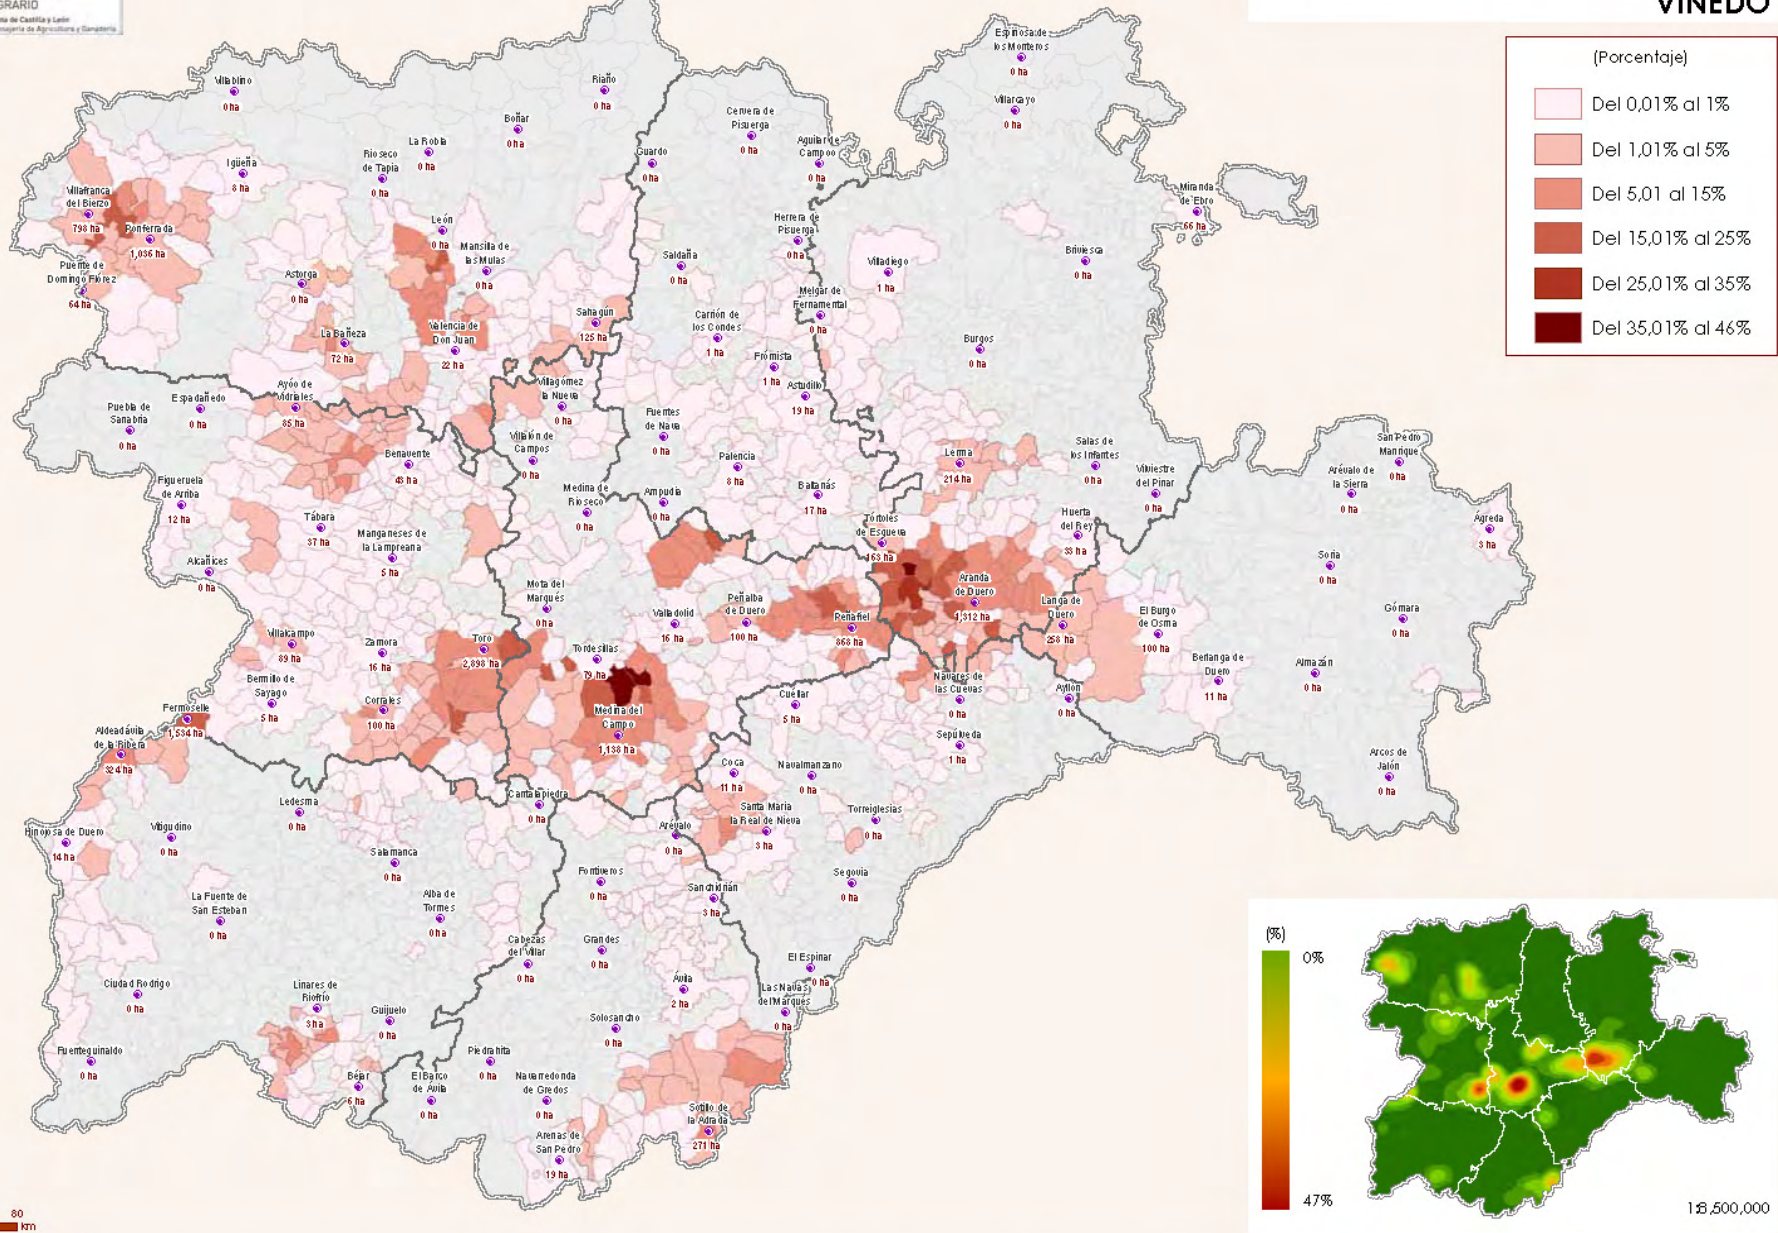 GRARIO
ta de Castilla y León
nsejería de Agricultura y Ganadería
VIÑEDO
(Porcentaje)
Del 0,01% al 1%
Del 1,01% al 5%
Del 5,01 al 15%
Del 15,01% al 25%
Del 25,01% al 35%
Del 35,01% al 46%
Espinosa de
los Monteros
0 ha
Villarcayo
0 ha
Villablino
0 ha
Riaño
0 ha
Boñar
0 ha
Cervera de
Pisuerga
0 ha
Aguilar de
Campoo
0 ha
La Robla
0 ha
Guardo
0 ha
Rioseco
de Tapia
0 ha
Igüeña
8 ha
Villafranca
del Bierzo
798 ha
Ponferrada
1,036 ha
Miranda
de Ebro
66 ha
León
0 ha
Herrera de
Pisuerga
0 ha
Mansilla de
las Mulas
0 ha
Saldaña
0 ha
Villadiego
1 ha
Briviesca
0 ha
Puente de
Domingo Flórez
64 ha
Astorga
0 ha
Melgar de
Fernamental
0 ha
Sahagún
125 ha
Carrión de
los Condes
1 ha
La Bañeza
72 ha
Valencia de
Don Juan
22 ha
Burgos
0 ha
Frómista
1 ha
Astudillo
19 ha
Ayóo de
Vidriales
85 ha
Villagómez
la Nueva
0 ha
Espadañedo
0 ha
Puebla de
Sanabria
0 ha
Fuentes
de Nava
0 ha
Villalón de
Campos
0 ha
Benavente
43 ha
Palencia
8 ha
Lerma
214 ha
Salas de
los Infantes
0 ha
Vilviestre
del Pinar
0 ha
San Pedro
Manrique
0 ha
Arévalo de
la Sierra
0 ha
Figueruela
de Arriba
12 ha
Medina de
Rioseco
0 ha
Ampudia
0 ha
Baltanás
17 ha
Tábara
37 ha
Manganeses de
la Lampreana
5 ha
Tórtoles
de Esgueva
163 ha
Huerta
del Rey
33 ha
Ágreda
3 ha
Alcañices
0 ha
Soria
0 ha
Mota del
Marqués
0 ha
Valladolid
16 ha
Peñalba
de Duero
100 ha
Peñafiel
868 ha
Aranda
de Duero
1,312 ha
Langa de
Duero
258 ha
El Burgo
de Osma
100 ha
Gómara
0 ha
Villalcampo
89 ha
Zamora
16 ha
Toro
2,898 ha
Tordesillas
79 ha
Berlanga de
Duero
11 ha
Almazán
0 ha
Bermillo de
Sayago
5 ha
Corrales
100 ha
Cuéllar
5 ha
Navares de
las Cuevas
0 ha
Ayllón
0 ha
Fermoselle
1,534 ha
Medina del
Campo
1,138 ha
Sepúlveda
1 ha
Aldeadávila
de la Ribera
324 ha
Coca
11 ha
Navalmanzano
0 ha
Arcos de
Jalón
0 ha
Ledesma
0 ha
Cantalapiedra
0 ha
Santa María
la Real de Nieva
3 ha
Torreiglesias
0 ha
Hinojosa de Duero
14 ha
Vitigudino
0 ha
Arévalo
0 ha
Salamanca
0 ha
Fontiveros
0 ha
Segovia
0 ha
Sanchidrián
3 ha
La Fuente de
San Esteban
0 ha
Alba de
Tormes
0 ha
Cabezas
del Villar
0 ha
Grandes
0 ha
El Espinar
0 ha
Ciudad Rodrigo
0 ha
Linares de
Riofrío
3 ha
Guijuelo
0 ha
Ávila
2 ha
Las Navas
del Marqués
0 ha
Solosancho
0 ha
Fuenteguinaldo
0 ha
Béjar
6 ha
El Barco
de Ávila
0 ha
Piedrahita
0 ha
Navarredonda
de Gredos
0 ha
Sotillo de
la Adrada
271 ha
Arenas de
San Pedro
19 ha
80
km
(%)
0%
47%
1:3,500,000